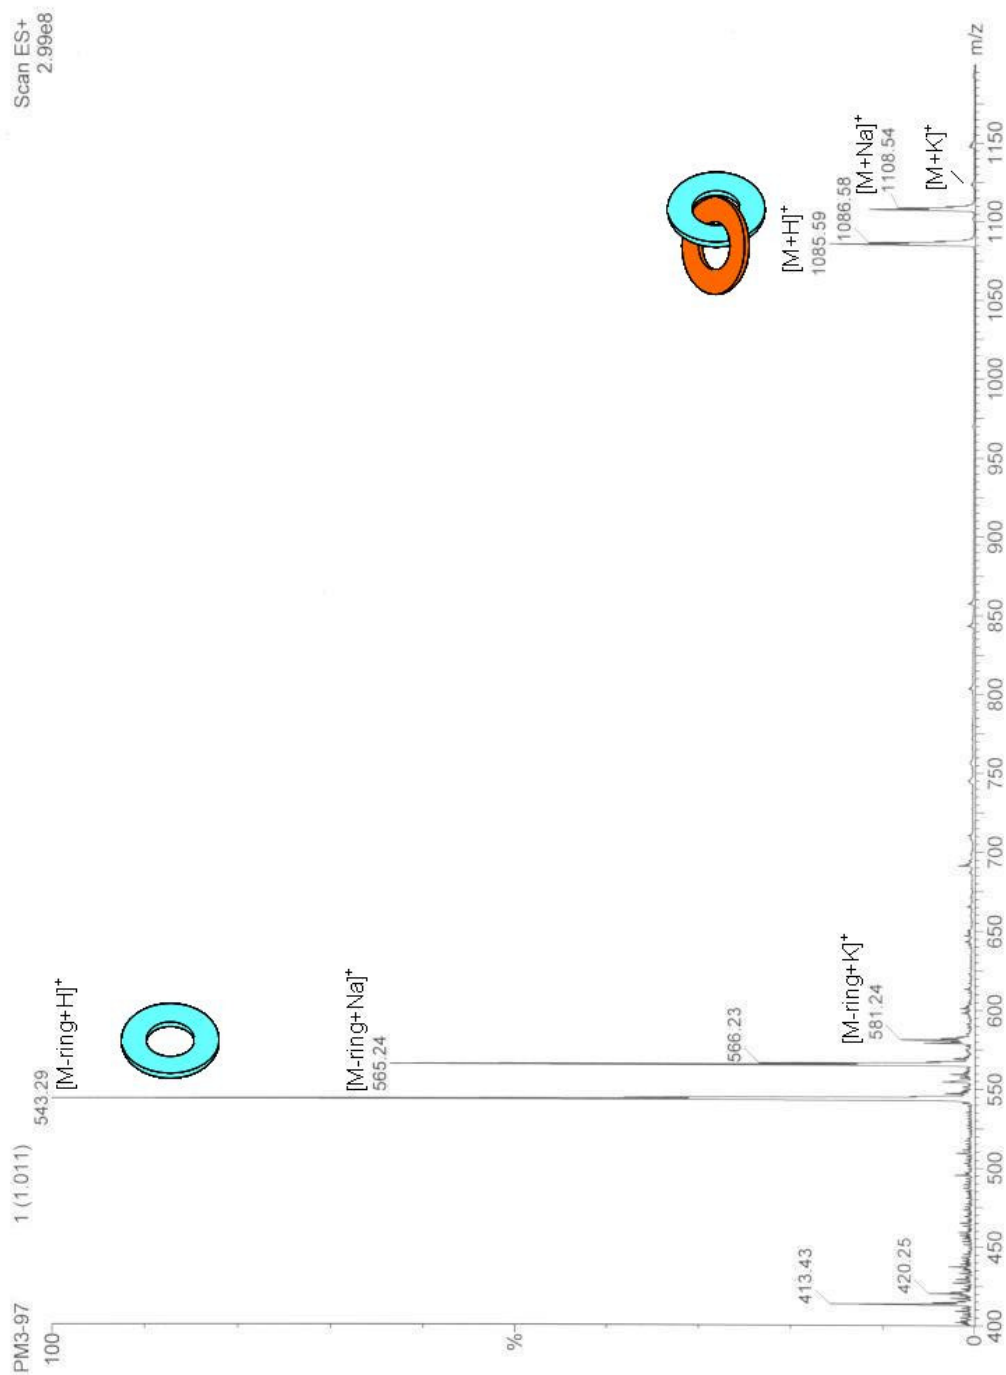 PM3-97 1 (1.011)
Scan ES+
2.99e8
100
543.29
[M-ring+H]+
[M-ring+Na]+
565.24
566.23
[M-ring+K]+
581.24
[M+H]+
1085.59
1086.58
[M+Na]+
1108.54
[M+K]+
413.43
420.25
%
0
400 450 500 550 600 650 700 750 800 850 900 950 1000 1050 1100 1150 m/z